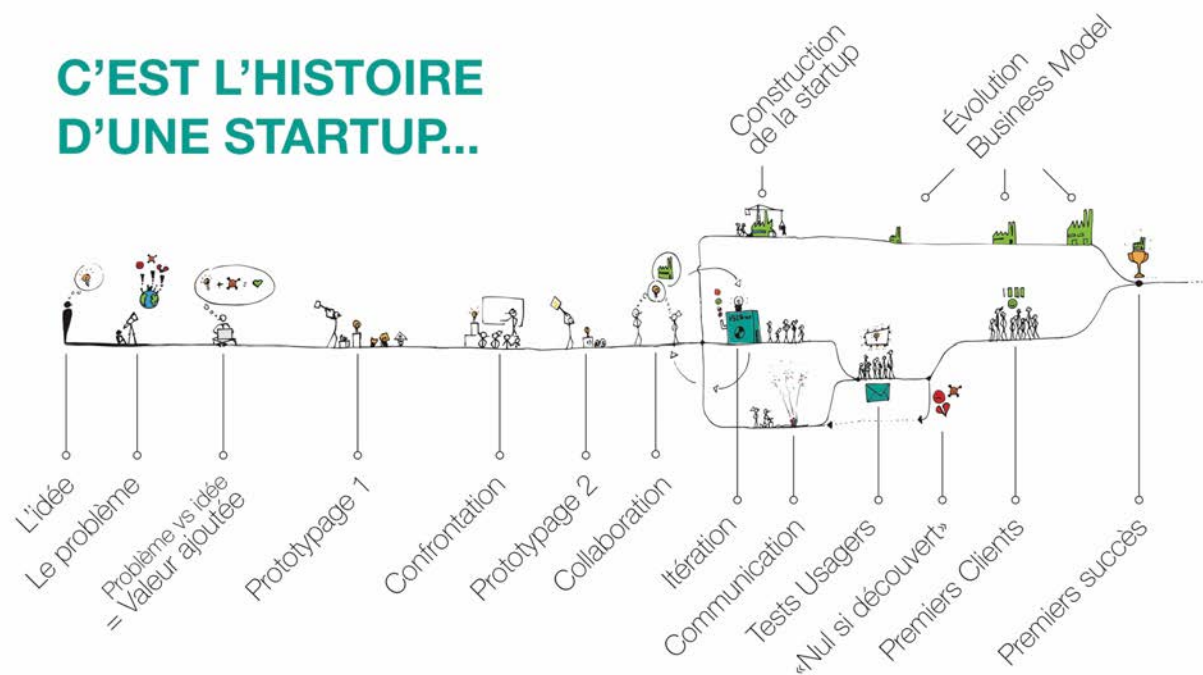 C'EST L'HISTOIRE
D'UNE STARTUP...
Construction
de la startup
Évolution
Business Model
L'idée
Le problème
Problème vs idée
= Valeur ajoutée
Prototypage 1
Confrontation
Prototypage 2
Collaboration
Itération
Communication
Tests Usagers
«Nul si découvert»
Premiers Clients
Premiers succès